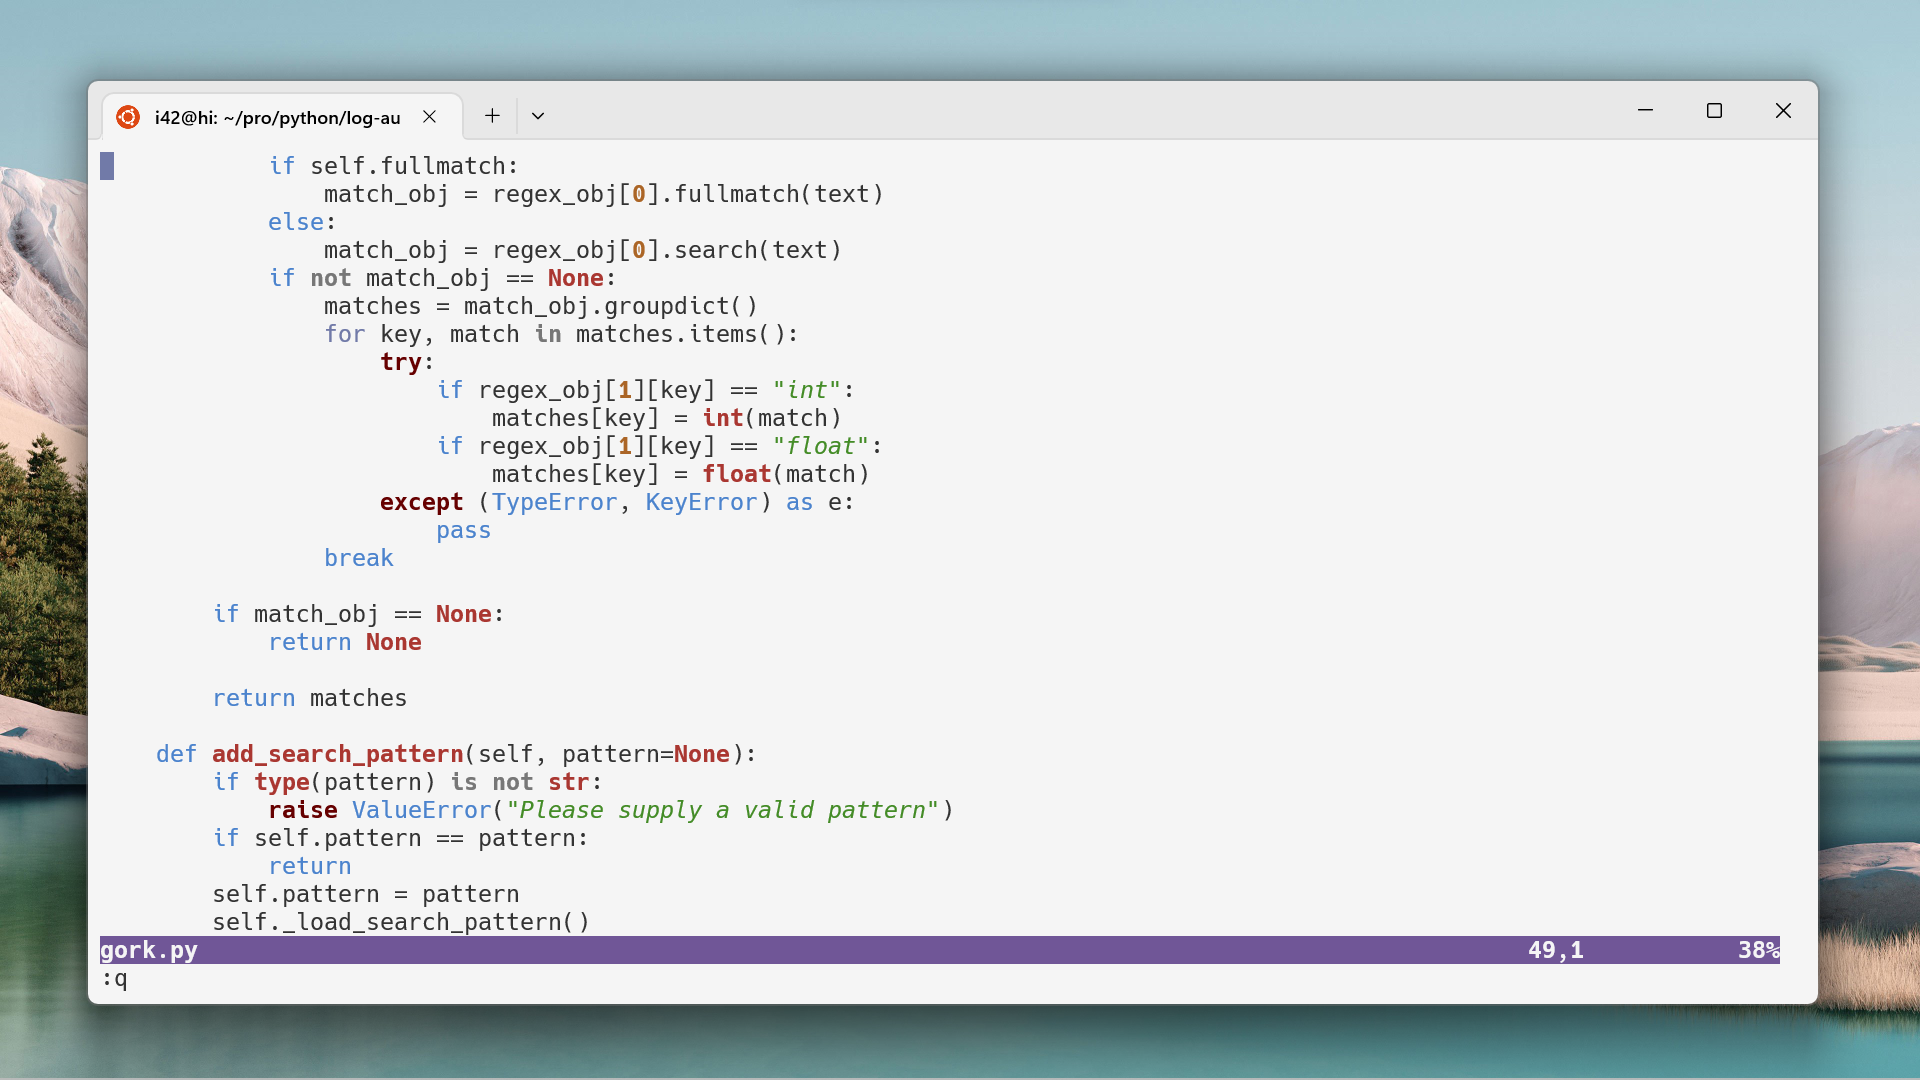 i42@hi: ~/pro/python/log-au
if self.fullmatch:
match_obj = regex_obj[0].fullmatch(text)
else:
match_obj = regex_obj[0].search(text)
if not match_obj == None:
matches = match_obj.groupdict()
for key, match in matches.items():
try:
if regex_obj[1][key] == "int":
matches[key] = int(match)
if regex_obj[1][key] == "float":
matches[key] = float(match)
except (TypeError, KeyError) as e:
pass
break
if match_obj == None:
return None
return matches
def add_search_pattern(self, pattern=None):
if type(pattern) is not str:
raise ValueError("Please supply a valid pattern")
if self.pattern == pattern:
return
self.pattern = pattern
self._load_search_pattern()
gork.py 49,1 38%
:q